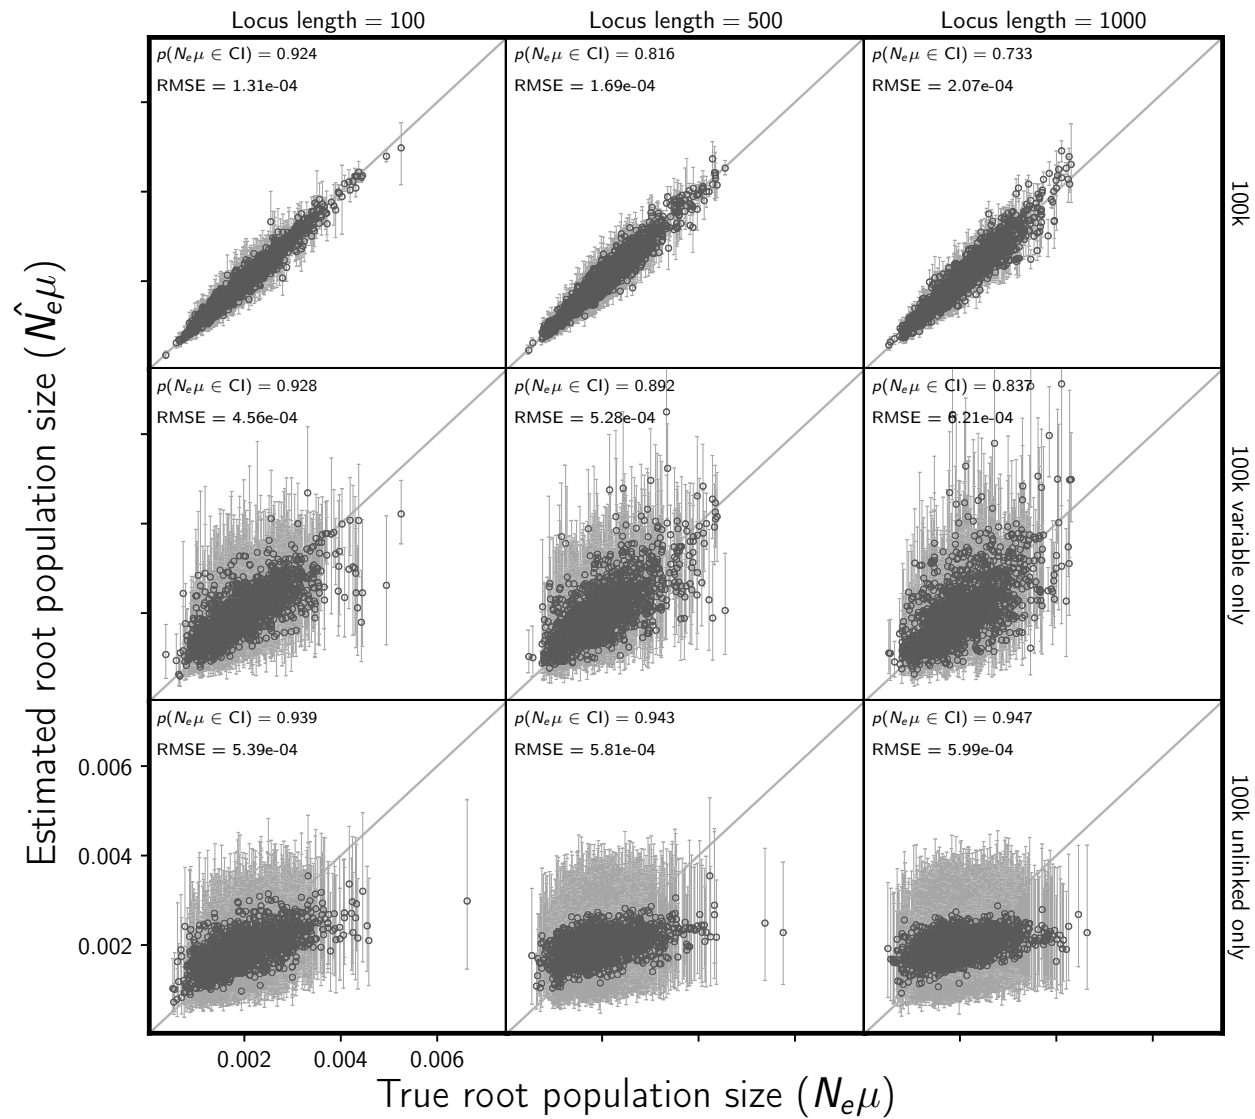 Locus length = 100
Locus length = 500
Locus length = 1000
p(Nₑμ ∈ CI) = 0.924
RMSE = 1.31e-04
p(Nₑμ ∈ CI) = 0.816
RMSE = 1.69e-04
p(Nₑμ ∈ CI) = 0.733
RMSE = 2.07e-04
100k
p(Nₑμ ∈ CI) = 0.928
RMSE = 4.56e-04
p(Nₑμ ∈ CI) = 0.892
RMSE = 5.28e-04
p(Nₑμ ∈ CI) = 0.837
RMSE = 6.21e-04
100k variable only
p(Nₑμ ∈ CI) = 0.939
RMSE = 5.39e-04
p(Nₑμ ∈ CI) = 0.943
RMSE = 5.81e-04
p(Nₑμ ∈ CI) = 0.947
RMSE = 5.99e-04
100k unlinked only
Estimated root population size (N̂ₑμ)
0.006
0.004
0.002
0.002 0.004 0.006
True root population size (Nₑμ)